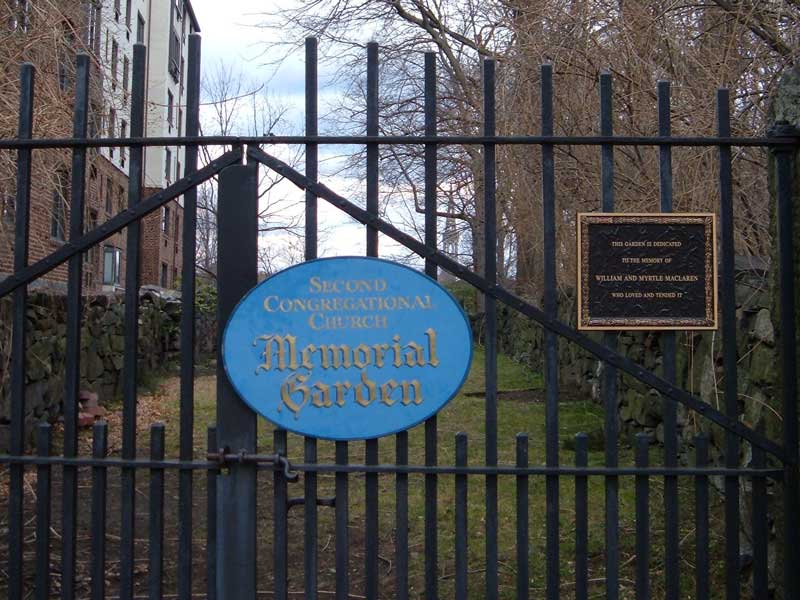 Second
Congregational
Church
Memorial
Garden
THIS GARDEN IS DEDICATED
TO THE MEMORY OF
WILLIAM AND MYRTLE MACLAREN
WHO LOVED AND TENDED IT